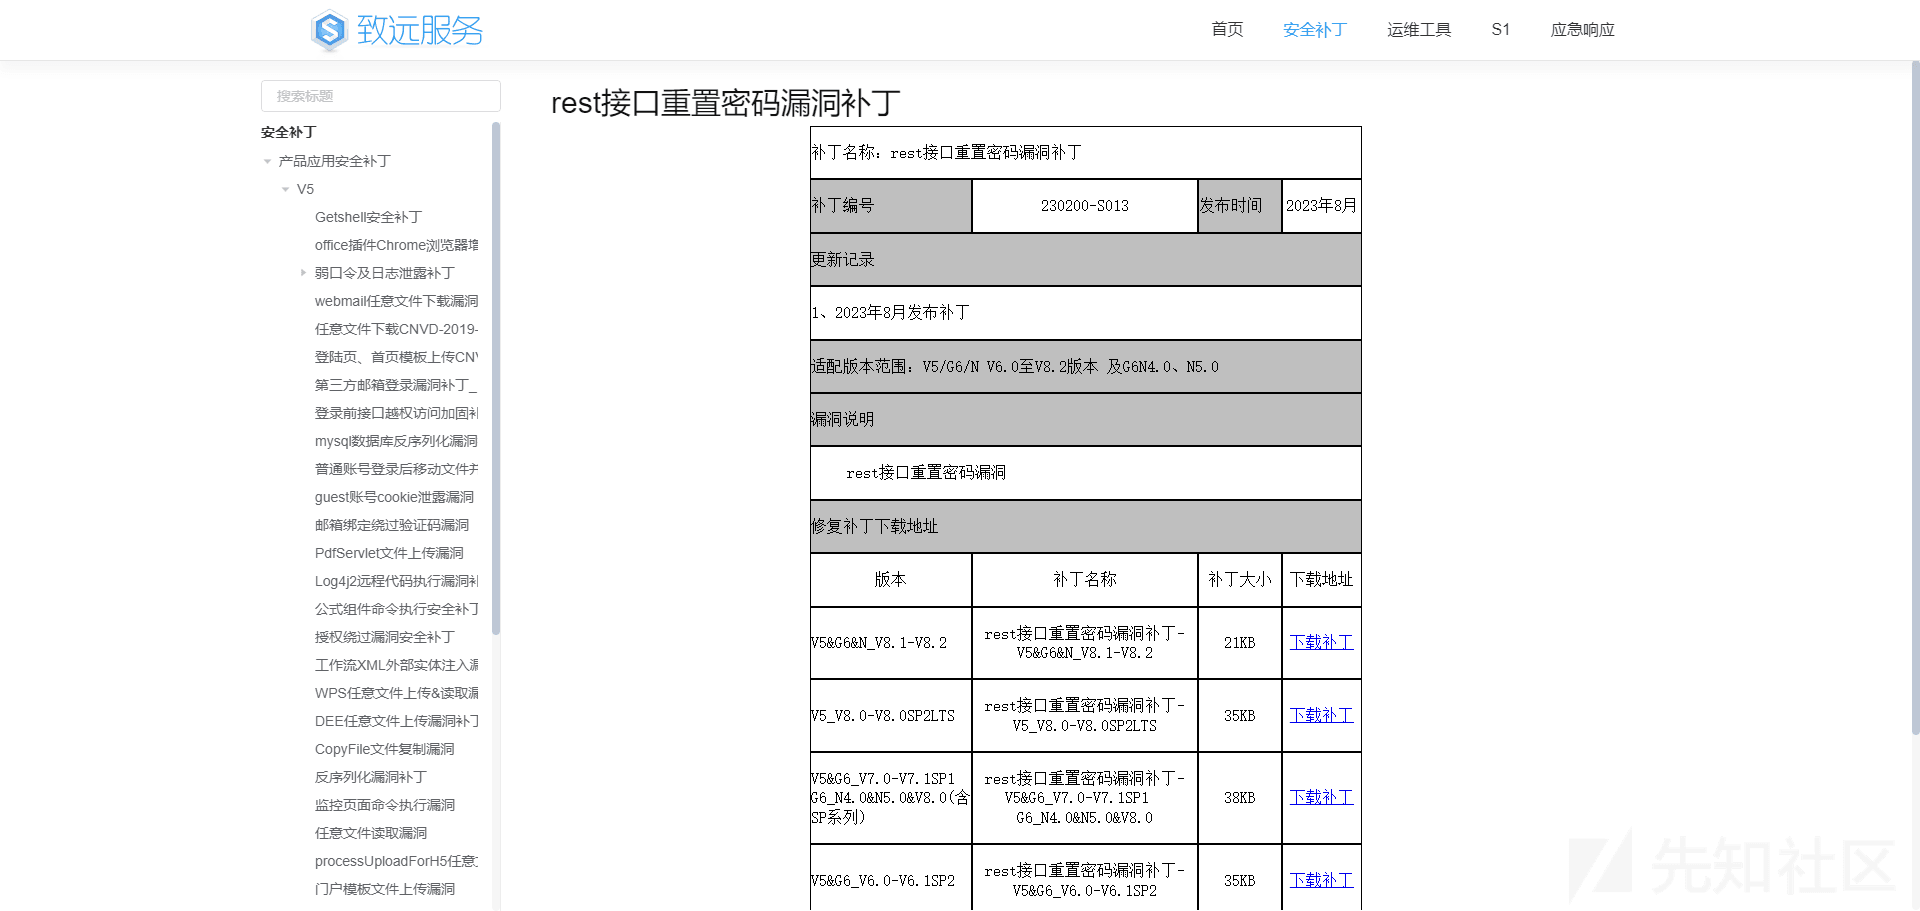 致远服务
首页
安全补丁
运维工具
S1
应急响应
搜索标题
安全补丁
产品应用安全补丁
V5
Getshell安全补丁
office插件Chrome浏览器增
弱口令及日志泄露补丁
webmail任意文件下载漏洞
任意文件下载CNVD-2019-
登陆页、首页模板上传CNV
第三方邮箱登录漏洞补丁_
登录前接口越权访问加固补
mysql数据库反序列化漏洞
普通账号登录后移动文件并
guest账号cookie泄露漏洞
邮箱绑定绕过验证码漏洞
PdfServlet文件上传漏洞
Log4j2远程代码执行漏洞补
公式组件命令执行安全补丁
授权绕过漏洞安全补丁
工作流XML外部实体注入漏
WPS任意文件上传&读取漏
DEE任意文件上传漏洞补丁
CopyFile文件复制漏洞
反序列化漏洞补丁
监控页面命令执行漏洞
任意文件读取漏洞
processUploadForH5任意文
门户模板文件上传漏洞
rest接口重置密码漏洞补丁
补丁名称: rest接口重置密码漏洞补丁
补丁编号
230200-S013
发布时间
2023年8月
更新记录
1、2023年8月发布补丁
适配版本范围: V5/G6/N V6.0至V8.2版本 及G6N4.0、N5.0
漏洞说明
rest接口重置密码漏洞
修复补丁下载地址
版本
补丁名称
补丁大小
下载地址
V5&G6&N_V8.1-V8.2
rest接口重置密码漏洞补丁-
V5&G6&N_V8.1-V8.2
21KB
下载补丁
V5_V8.0-V8.0SP2LTS
rest接口重置密码漏洞补丁-
V5_V8.0-V8.0SP2LTS
35KB
下载补丁
V5&G6_V7.0-V7.1SP1
G6_N4.0&N5.0&V8.0(含
SP系列)
rest接口重置密码漏洞补丁-
V5&G6_V7.0-V7.1SP1
G6_N4.0&N5.0&V8.0
38KB
下载补丁
V5&G6_V6.0-V6.1SP2
rest接口重置密码漏洞补丁-
V5&G6_V6.0-V6.1SP2
35KB
下载补丁
先知社区